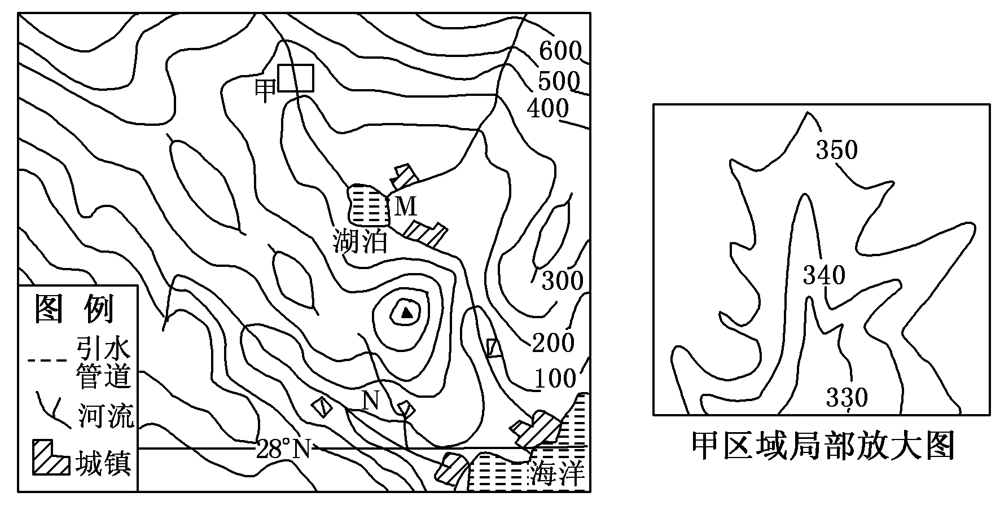 600
500
甲
400
M
湖泊
300
200
100
N
28°N
海洋
图 例
引水
管道
河流
城镇
350
340
330
甲区域局部放大图